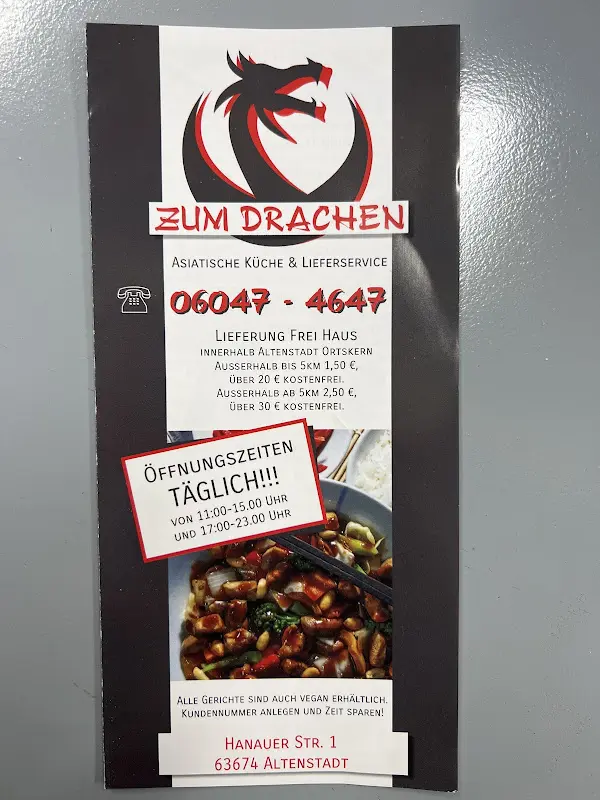 ZUM DRACHEN
ASIATISCHE KÜCHE & LIEFERSERVICE
06047 - 4647
LIEFERUNG FREI HAUS
INNERHALB ALTENSTADT ORTSKERN
AUSSERHALB BIS 5KM 1,50 €,
ÜBER 20 € KOSTENFREI.
AUSSERHALB AB 5KM 2,50 €,
ÜBER 30 € KOSTENFREI.
ÖFFNUNGSZEITEN
TÄGLICH!!!
VON 11:00-15.00 UHR
UND 17:00-23.00 UHR
ALLE GERICHTE SIND AUCH VEGAN ERHÄLTLICH.
KUNDENNUMMER ANLEGEN UND ZEIT SPAREN!
HANAUER STR. 1
63674 ALTENSTADT